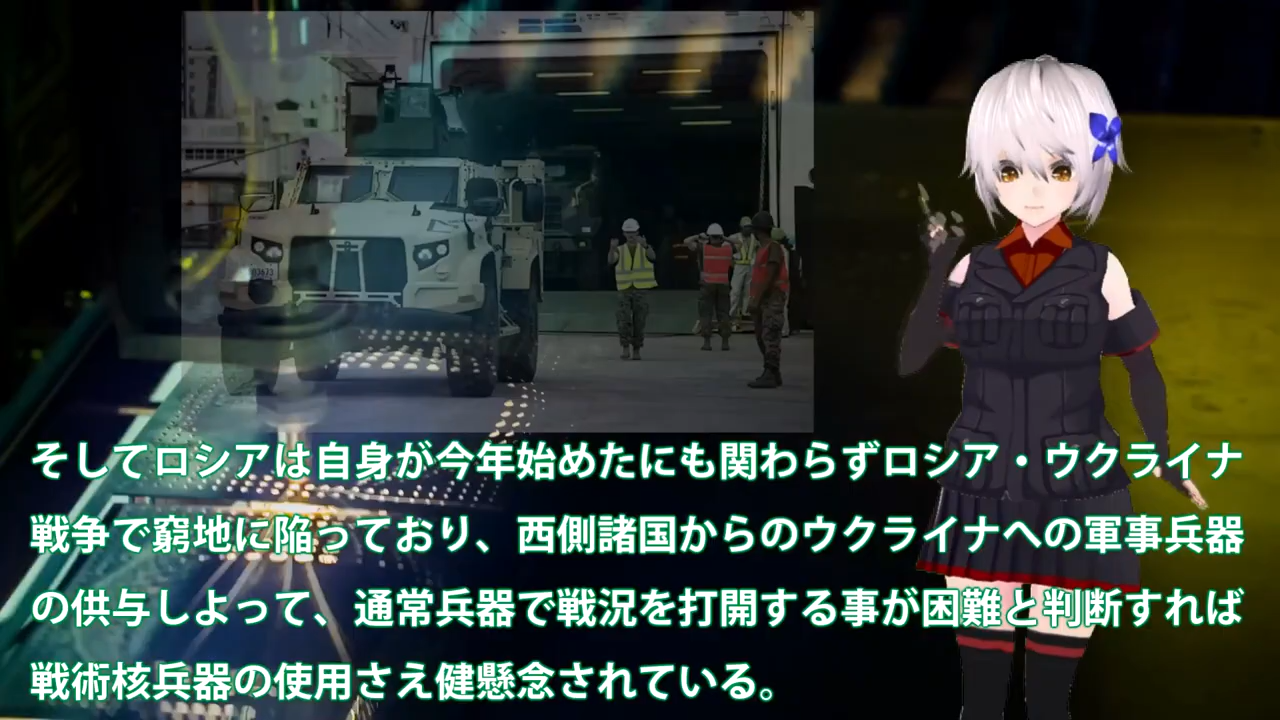 そしてロシアは自身が今年始めたにも関わらずロシア・ウクライナ
戦争で窮地に陥っており、西側諸国からのウクライナへの軍事兵器
の供与しよって、通常兵器で戦況を打開する事が困難と判断すれば
戦術核兵器の使用さえ健懸念されている。